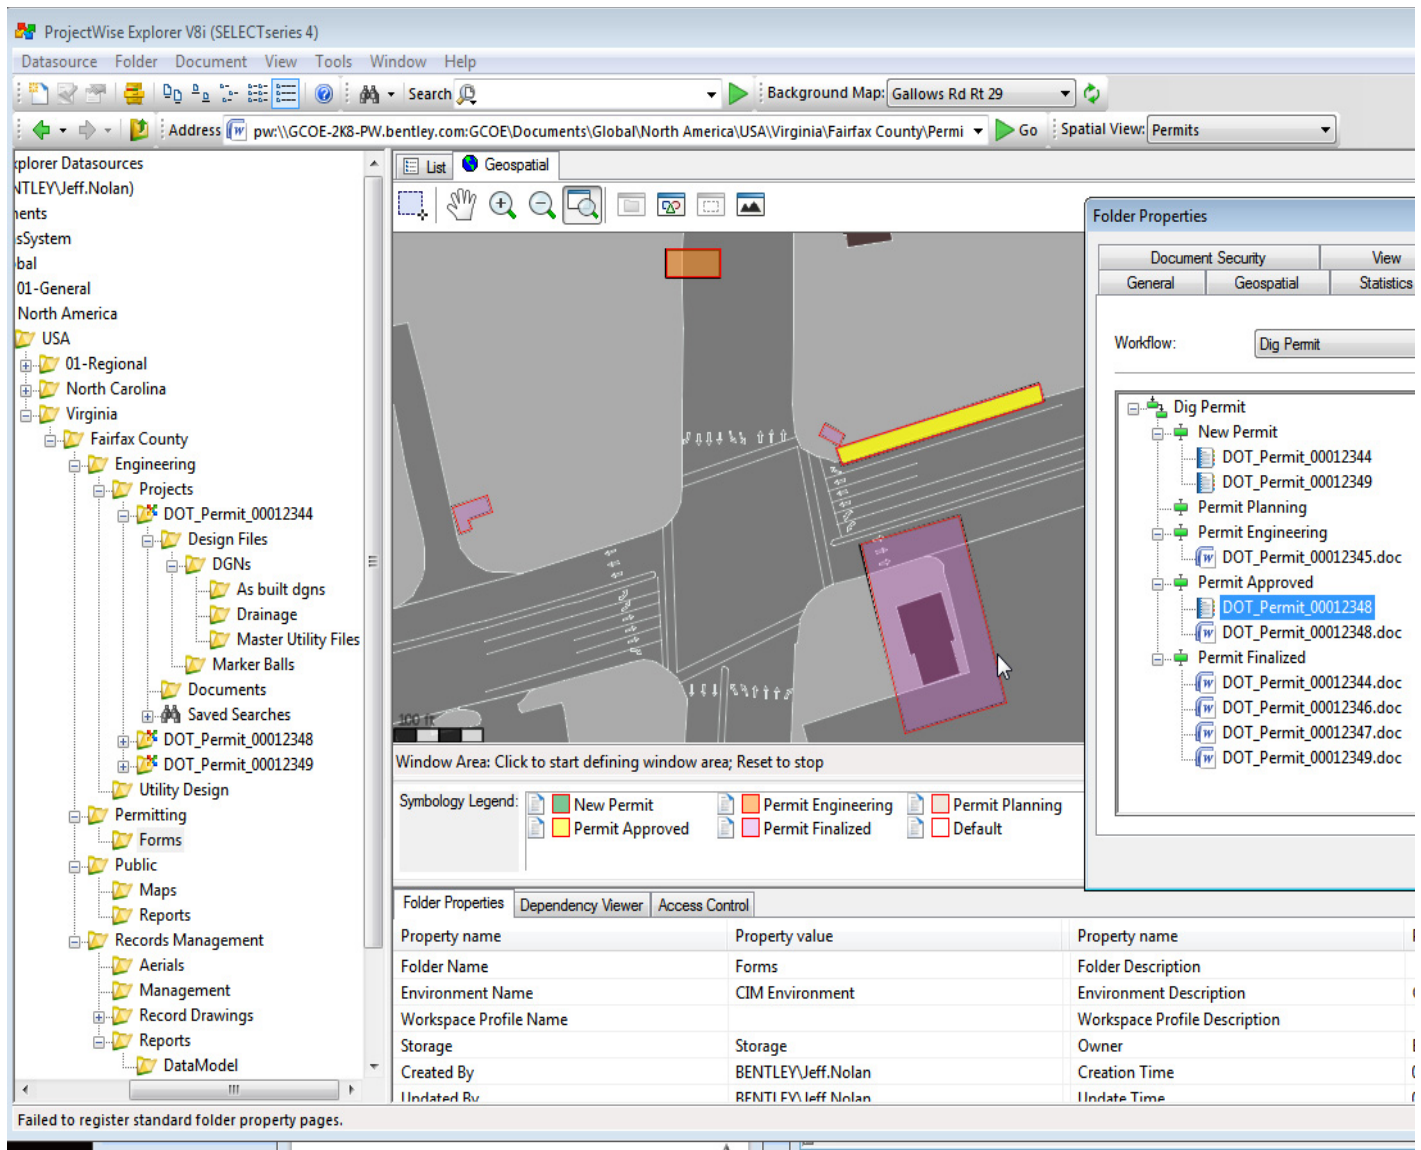 ProjectWise Explorer V8i (SELECTseries 4)
Datasource Folder Document View Tools Window Help
Search Background Map: Gallows Rd Rt 29
Address pw:\\GCOE-2K8-PW.bentley.com:GCOE\Documents\Global\North America\USA\Virginia\Fairfax County\Permi Go Spatial View: Permits
xplorer Datasources
NTLEY\Jeff.Nolan)
nents
sSystem
bal
01-General
North America
USA
01-Regional
North Carolina
Virginia
Fairfax County
Engineering
Projects
DOT_Permit_00012344
Design Files
DGNs
As built dgns
Drainage
Master Utility Files
Marker Balls
Documents
Saved Searches
DOT_Permit_00012348
DOT_Permit_00012349
Utility Design
Permitting
Forms
Public
Maps
Reports
Records Management
Aerials
Management
Record Drawings
Reports
DataModel
List Geospatial
100 ft
Window Area: Click to start defining window area; Reset to stop
Symbology Legend: New Permit Permit Engineering Permit Planning
Permit Approved Permit Finalized Default
Folder Properties
Document Security View
General Geospatial Statistics
Workflow: Dig Permit
Dig Permit
New Permit
DOT_Permit_00012344
DOT_Permit_00012349
Permit Planning
Permit Engineering
DOT_Permit_00012345.doc
Permit Approved
DOT_Permit_00012348
DOT_Permit_00012348.doc
Permit Finalized
DOT_Permit_00012344.doc
DOT_Permit_00012346.doc
DOT_Permit_00012347.doc
DOT_Permit_00012349.doc
Folder Properties Dependency Viewer Access Control
Property name Property value Property name
Folder Name Forms Folder Description
Environment Name CIM Environment Environment Description
Workspace Profile Name Workspace Profile Description
Storage Storage Owner
Created By BENTLEY\Jeff.Nolan Creation Time
Updated By BENTLEY\Jeff.Nolan Update Time
Failed to register standard folder property pages.